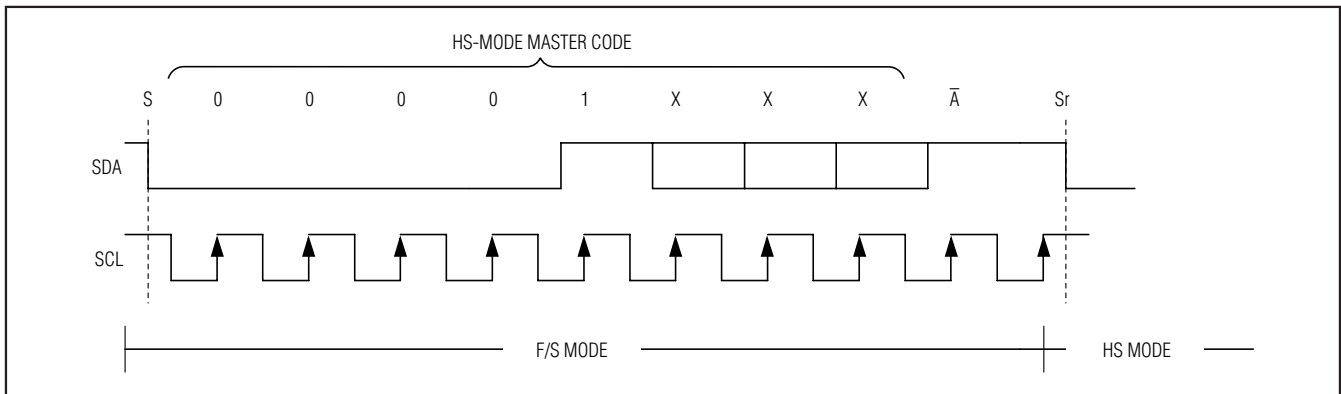 HS-MODE MASTER CODE
S 0 0 0 0 1 X X X A̅ Sr
SDA
SCL
F/S MODE HS MODE